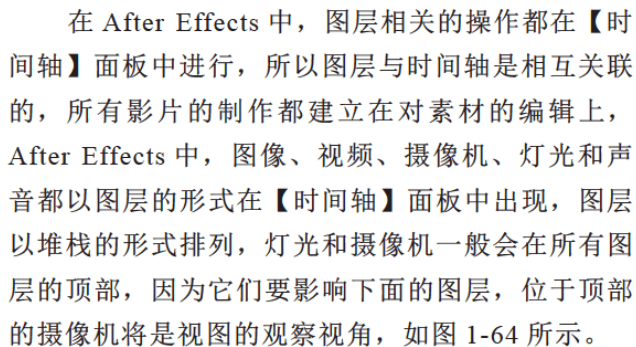 在 After Effects 中，图层相关的操作都在【时
间轴】面板中进行，所以图层与时间轴是相互关联
的，所有影片的制作都建立在对素材的编辑上，
After Effects 中，图像、视频、摄像机、灯光和声
音都以图层的形式在【时间轴】面板中出现，图层
以堆栈的形式排列，灯光和摄像机一般会在所有图
层的顶部，因为它们要影响下面的图层，位于顶部
的摄像机将是视图的观察视角，如图 1-64 所示。